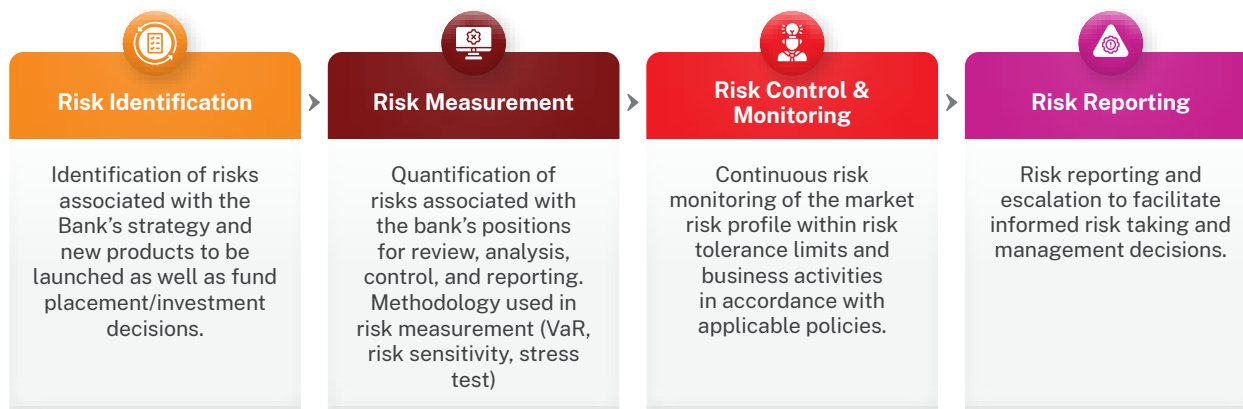 Risk Identification
Identification of risks
associated with the
Bank’s strategy and
new products to be
launched as well as fund
placement/investment
decisions.
Risk Measurement
Quantification of
risks associated with
the bank’s positions
for review, analysis,
control, and reporting.
Methodology used in
risk measurement (VaR,
risk sensitivity, stress
test)
Risk Control &
Monitoring
Continuous risk
monitoring of the market
risk profile within risk
tolerance limits and
business activities
in accordance with
applicable policies.
Risk Reporting
Risk reporting and
escalation to facilitate
informed risk taking and
management decisions.